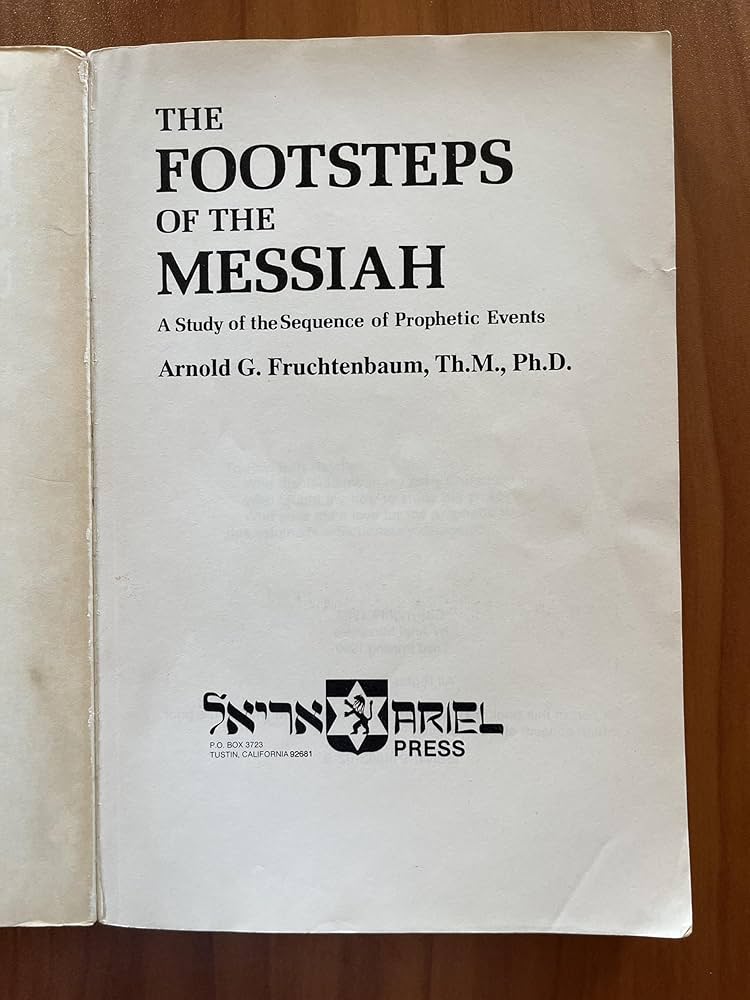 THE
FOOTSTEPS
OF THE
MESSIAH
A Study of the Sequence of Prophetic Events
Arnold G. Fruchtenbaum, Th.M., Ph.D.
אריאל ARIEL
PRESS
P.O. BOX 3723
TUSTIN, CALIFORNIA 92681